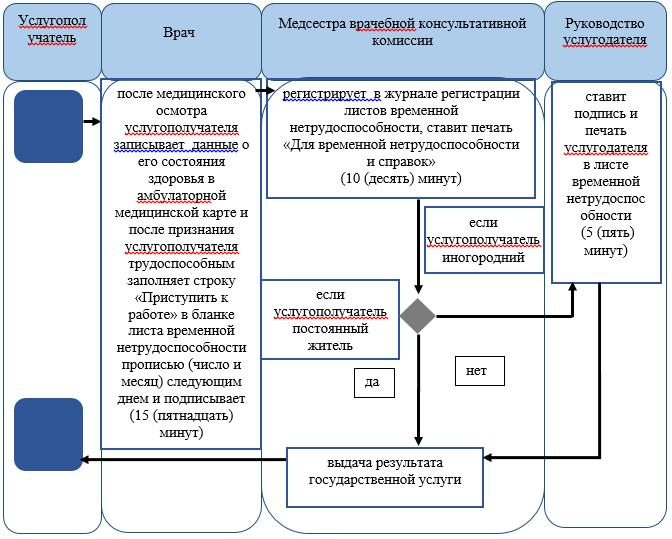 Услугопол
учатель
Врач
Медсестра врачебной консультативной
комиссии
Руководство
услугодателя
после медицинского
осмотра
услугополучателя
записывает данные о
его состояния
здоровья в
амбулаторной
медицинской карте и
после признания
услугополучателя
трудоспособным
заполняет строку
«Приступить к
работе» в бланке
листа временной
нетрудоспособности
прописью (число и
месяц) следующим
днем и подписывает
(15 (пятнадцать)
минут)
регистрирует в журнале регистрации
листов временной
нетрудоспособности, ставит печать
«Для временной нетрудоспособности
и справок»
(10 (десять) минут)
ставит
подпись и
печать
услугодателя
в листе
временной
нетрудоспос
обности
(5 (пять)
минут)
если
услугополучатель
иногородний
если
услугополучатель
постоянный
житель
да
нет
выдача результата
государственной услуги